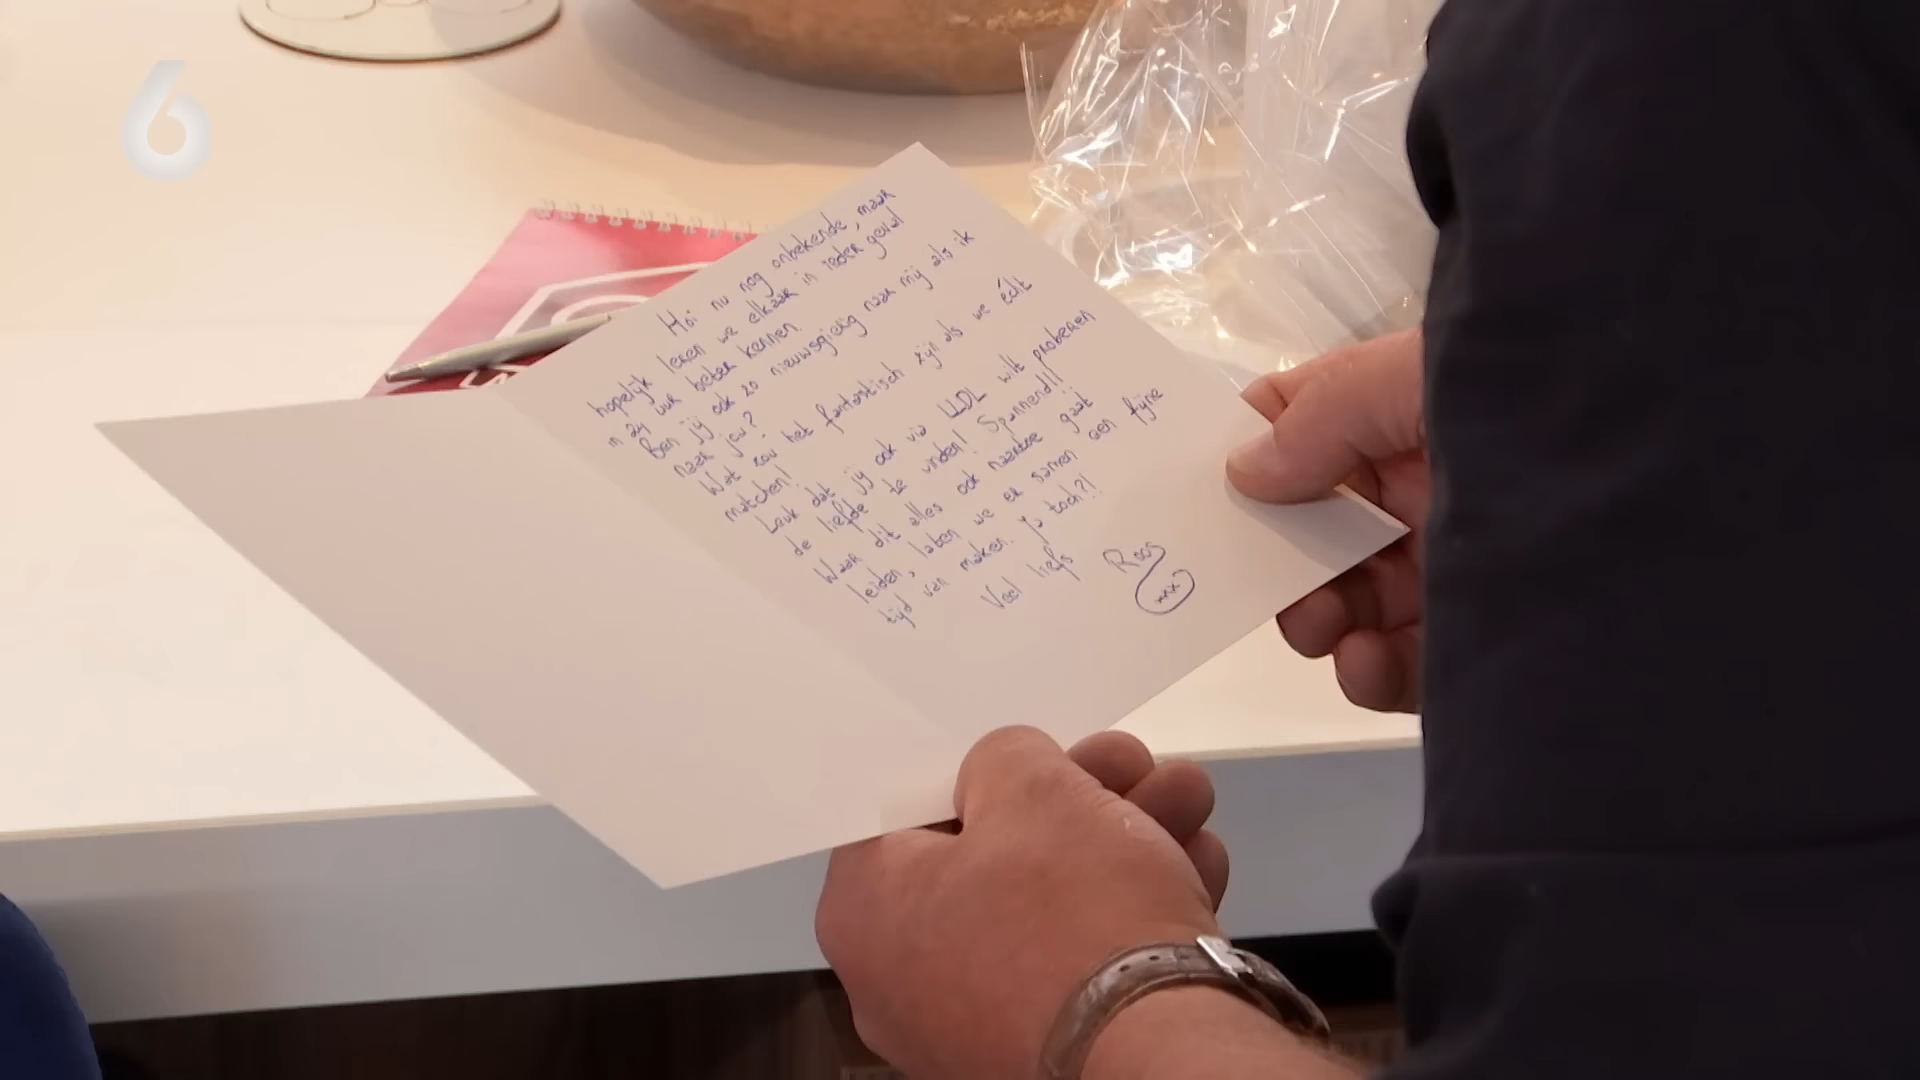 6
Hoi nu nog onbekende, maar
hopelijk leren we elkaar in ieder geval
in 24 uur beter kennen.
Ben jij ook zo nieuwsgierig naar mij als ik
naar jou?
Wat zou het fantastisch zijn als we écht
matchen!
Leuk dat jij ook via LLDL wilt proberen
de liefde te vinden! Spannend!!
Waar dit alles ook naartoe gaat
leiden, laten we er samen een fijne
tijd van maken. Ja toch?!
Veel liefs
Roos
xxx